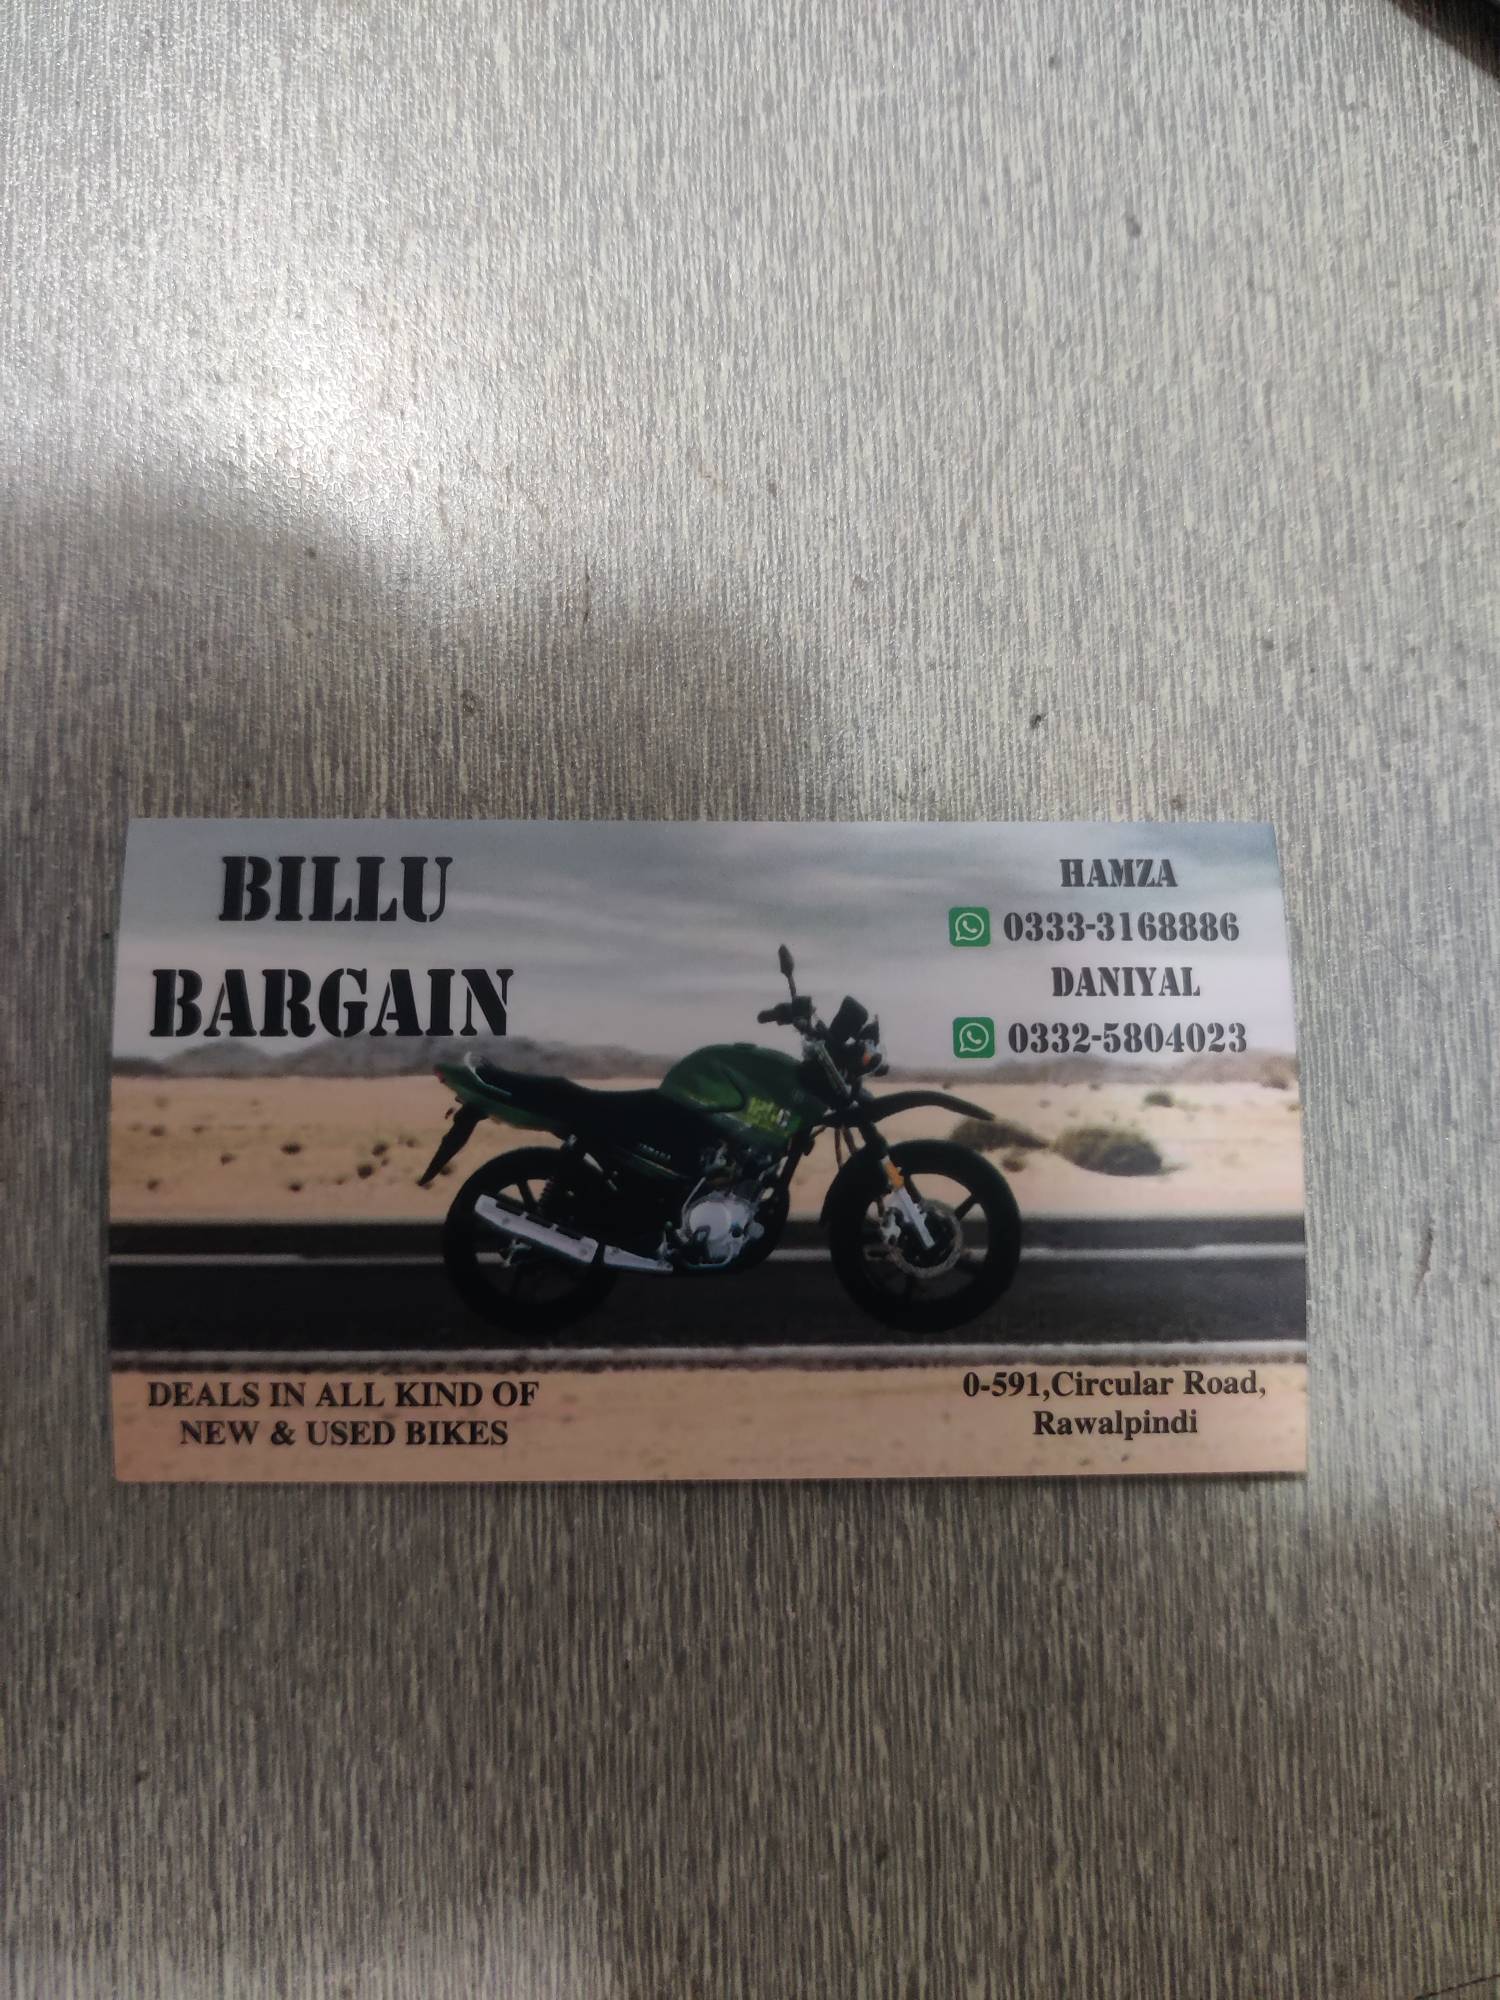 BILLU
BARGAIN
HAMZA
0333-3168886
DANIYAL
0332-5804023
YAMAHA
DEALS IN ALL KIND OF
NEW & USED BIKES
0-591,Circular Road,
Rawalpindi